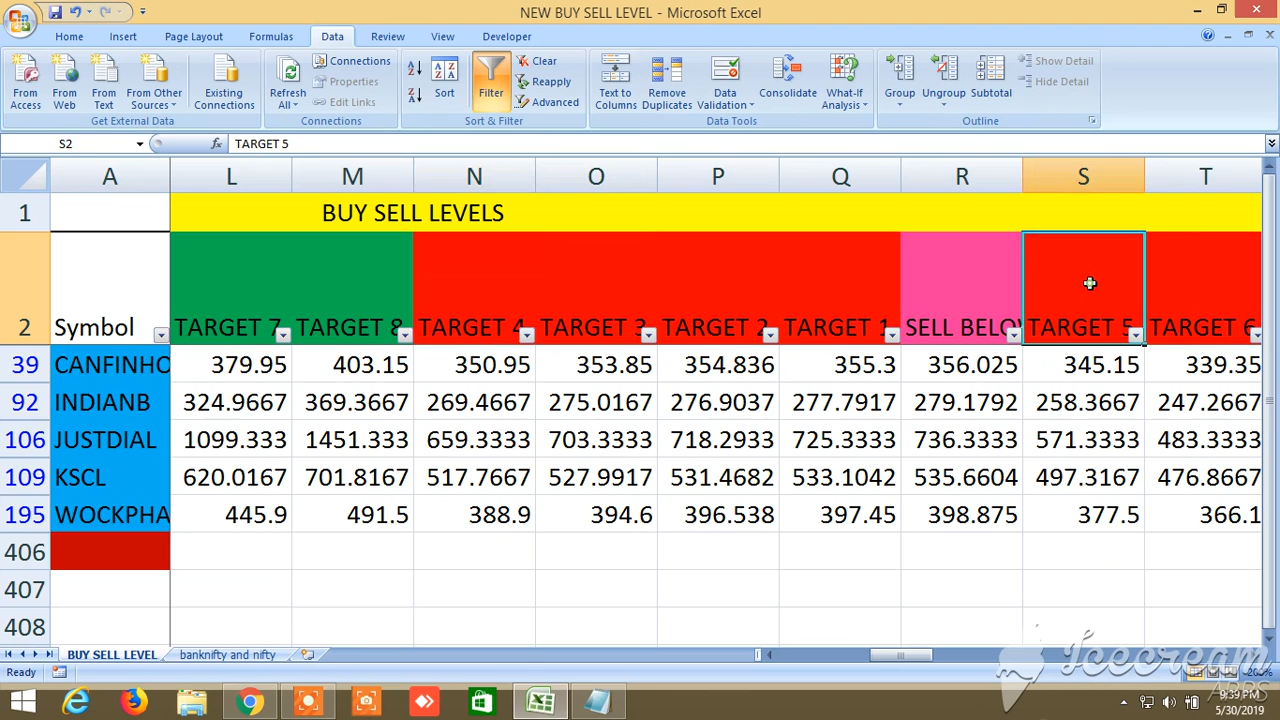 NEW BUY SELL LEVEL - Microsoft Excel
Home Insert Page Layout Formulas Data Review View Developer
From Access From Web From Text From Other Sources Existing Connections Refresh All Connections Properties Edit Links Sort Filter Clear Reapply Advanced Text to Columns Remove Duplicates Data Validation Consolidate What-If Analysis Group Ungroup Subtotal Show Detail Hide Detail
Get External Data Connections Sort & Filter Data Tools Outline
S2 fx TARGET 5
A L M N O P Q R S T
1 BUY SELL LEVELS
2 Symbol TARGET 7 TARGET 8 TARGET 4 TARGET 3 TARGET 2 TARGET 1 SELL BELOW TARGET 5 TARGET 6
39 CANFINHO 379.95 403.15 350.95 353.85 354.836 355.3 356.025 345.15 339.35
92 INDIANB 324.9667 369.3667 269.4667 275.0167 276.9037 277.7917 279.1792 258.3667 247.2667
106 JUSTDIAL 1099.333 1451.333 659.3333 703.3333 718.2933 725.3333 736.3333 571.3333 483.3333
109 KSCL 620.0167 701.8167 517.7667 527.9917 531.4682 533.1042 535.6604 497.3167 476.8667
195 WOCKPHA 445.9 491.5 388.9 394.6 396.538 397.45 398.875 377.5 366.1
406
407
408
BUY SELL LEVEL banknifty and nifty
Ready 200%
Icecream
APPS
9:39 PM
5/30/2019